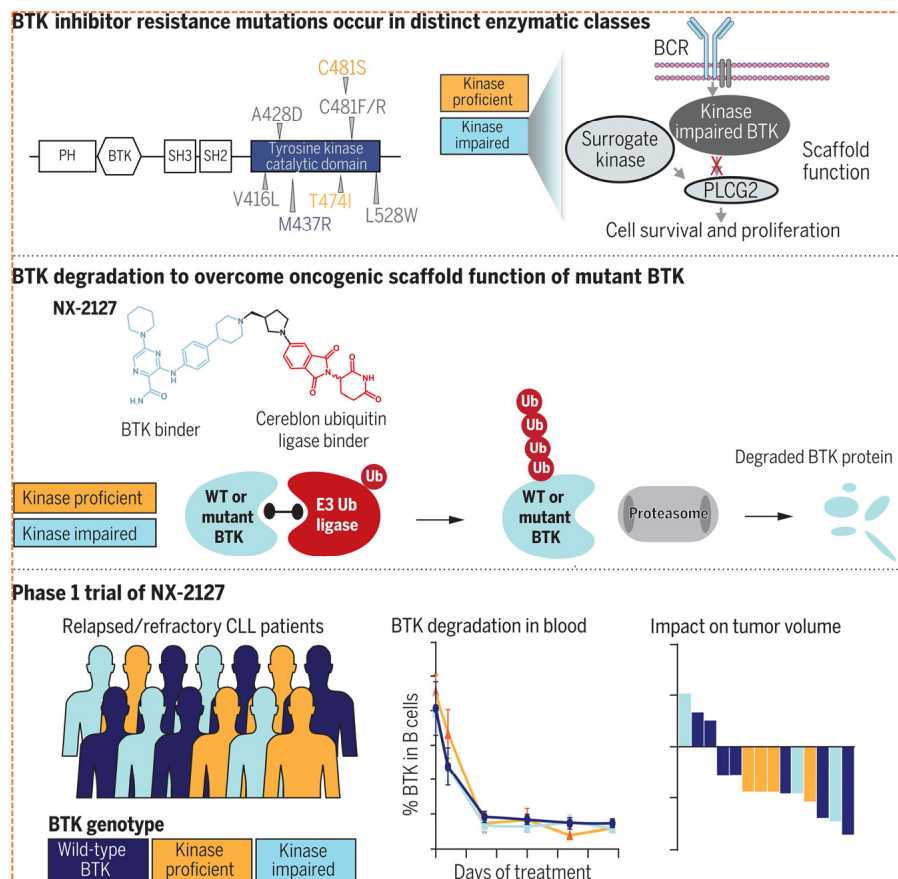 BTK inhibitor resistance mutations occur in distinct enzymatic classes
C481S
A428D
C481F/R
PH
BTK
SH3
SH2
Tyrosine kinase
catalytic domain
V416L
M437R
T474I
L528W
Kinase
proficient
Kinase
impaired
BCR
Kinase
impaired BTK
Surrogate
kinase
Scaffold
function
PLCG2
Cell survival and proliferation
BTK degradation to overcome oncogenic scaffold function of mutant BTK
NX-2127
N
N
N
N
H
N
N
N
O
O
N
O
NH
O
O
H₂N
BTK binder
Cereblon ubiquitin
ligase binder
Kinase proficient
Kinase impaired
WT or
mutant
BTK
E3 Ub
ligase
Ub
Ub
Ub
Ub
Ub
WT or
mutant
BTK
Proteasome
Degraded BTK protein
Phase 1 trial of NX-2127
Relapsed/refractory CLL patients
BTK genotype
Wild-type
BTK
Kinase
proficient
Kinase
impaired
BTK degradation in blood
% BTK in B cells
Days of treatment
Impact on tumor volume